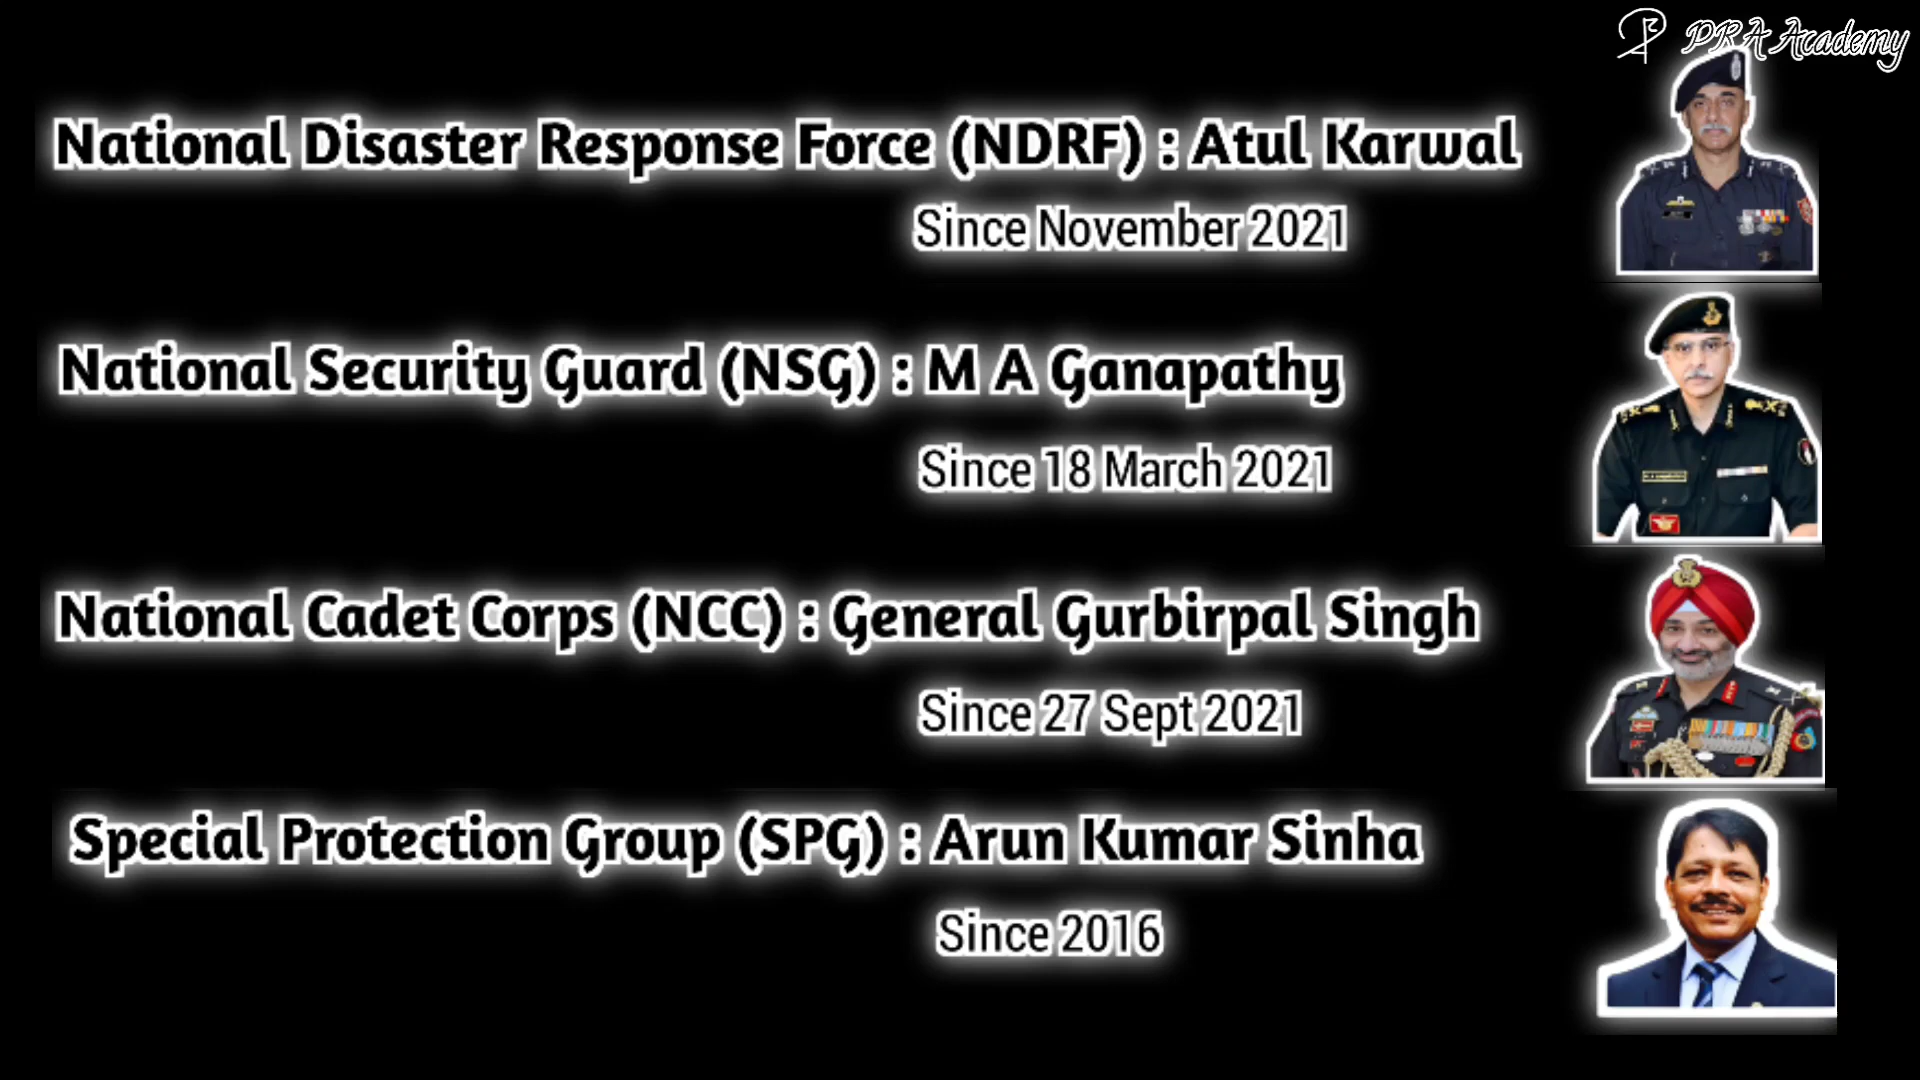 PRA Academy
National Disaster Response Force (NDRF) : Atul Karwal
Since November 2021
National Security Guard (NSG) : M A Ganapathy
Since 18 March 2021
National Cadet Corps (NCC) : General Gurbirpal Singh
Since 27 Sept 2021
Special Protection Group (SPG) : Arun Kumar Sinha
Since 2016